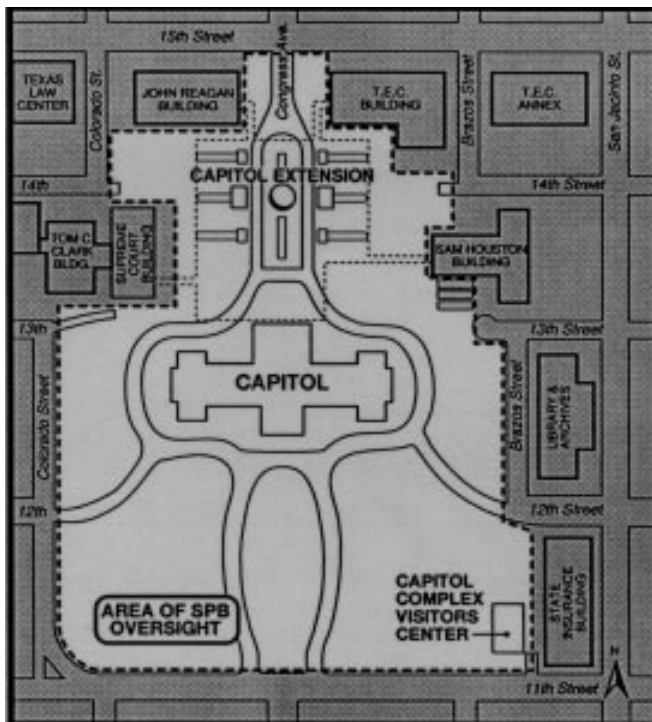 15th Street
Congress Ave.
TEXAS
LAW
CENTER
Colorado St.
JOHN REAGAN
BUILDING
T.E.C.
BUILDING
Brazos Street
T.E.C.
ANNEX
San Jacinto St.
CAPITOL EXTENSION
14th
14th Street
TOM C.
CLARK
BLDG.
SUPREME
COURT
BUILDING
SAM HOUSTON
BUILDING
13th
13th Street
CAPITOL
Colorado Street
Brazos Street
LIBRARY &
ARCHIVES
12th
12th Street
AREA OF SPB
OVERSIGHT
CAPITOL
COMPLEX
VISITORS
CENTER
STATE
INSURANCE
BUILDING
N
11th Street